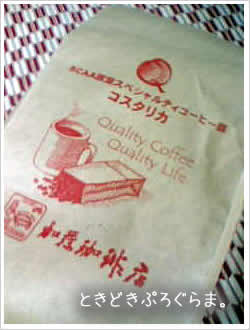 SCAA認定スペシャルティコーヒー豆
コスタリカ
Quality Coffee
Quality Life
加藤珈琲店
ときどきぷろぐらま。